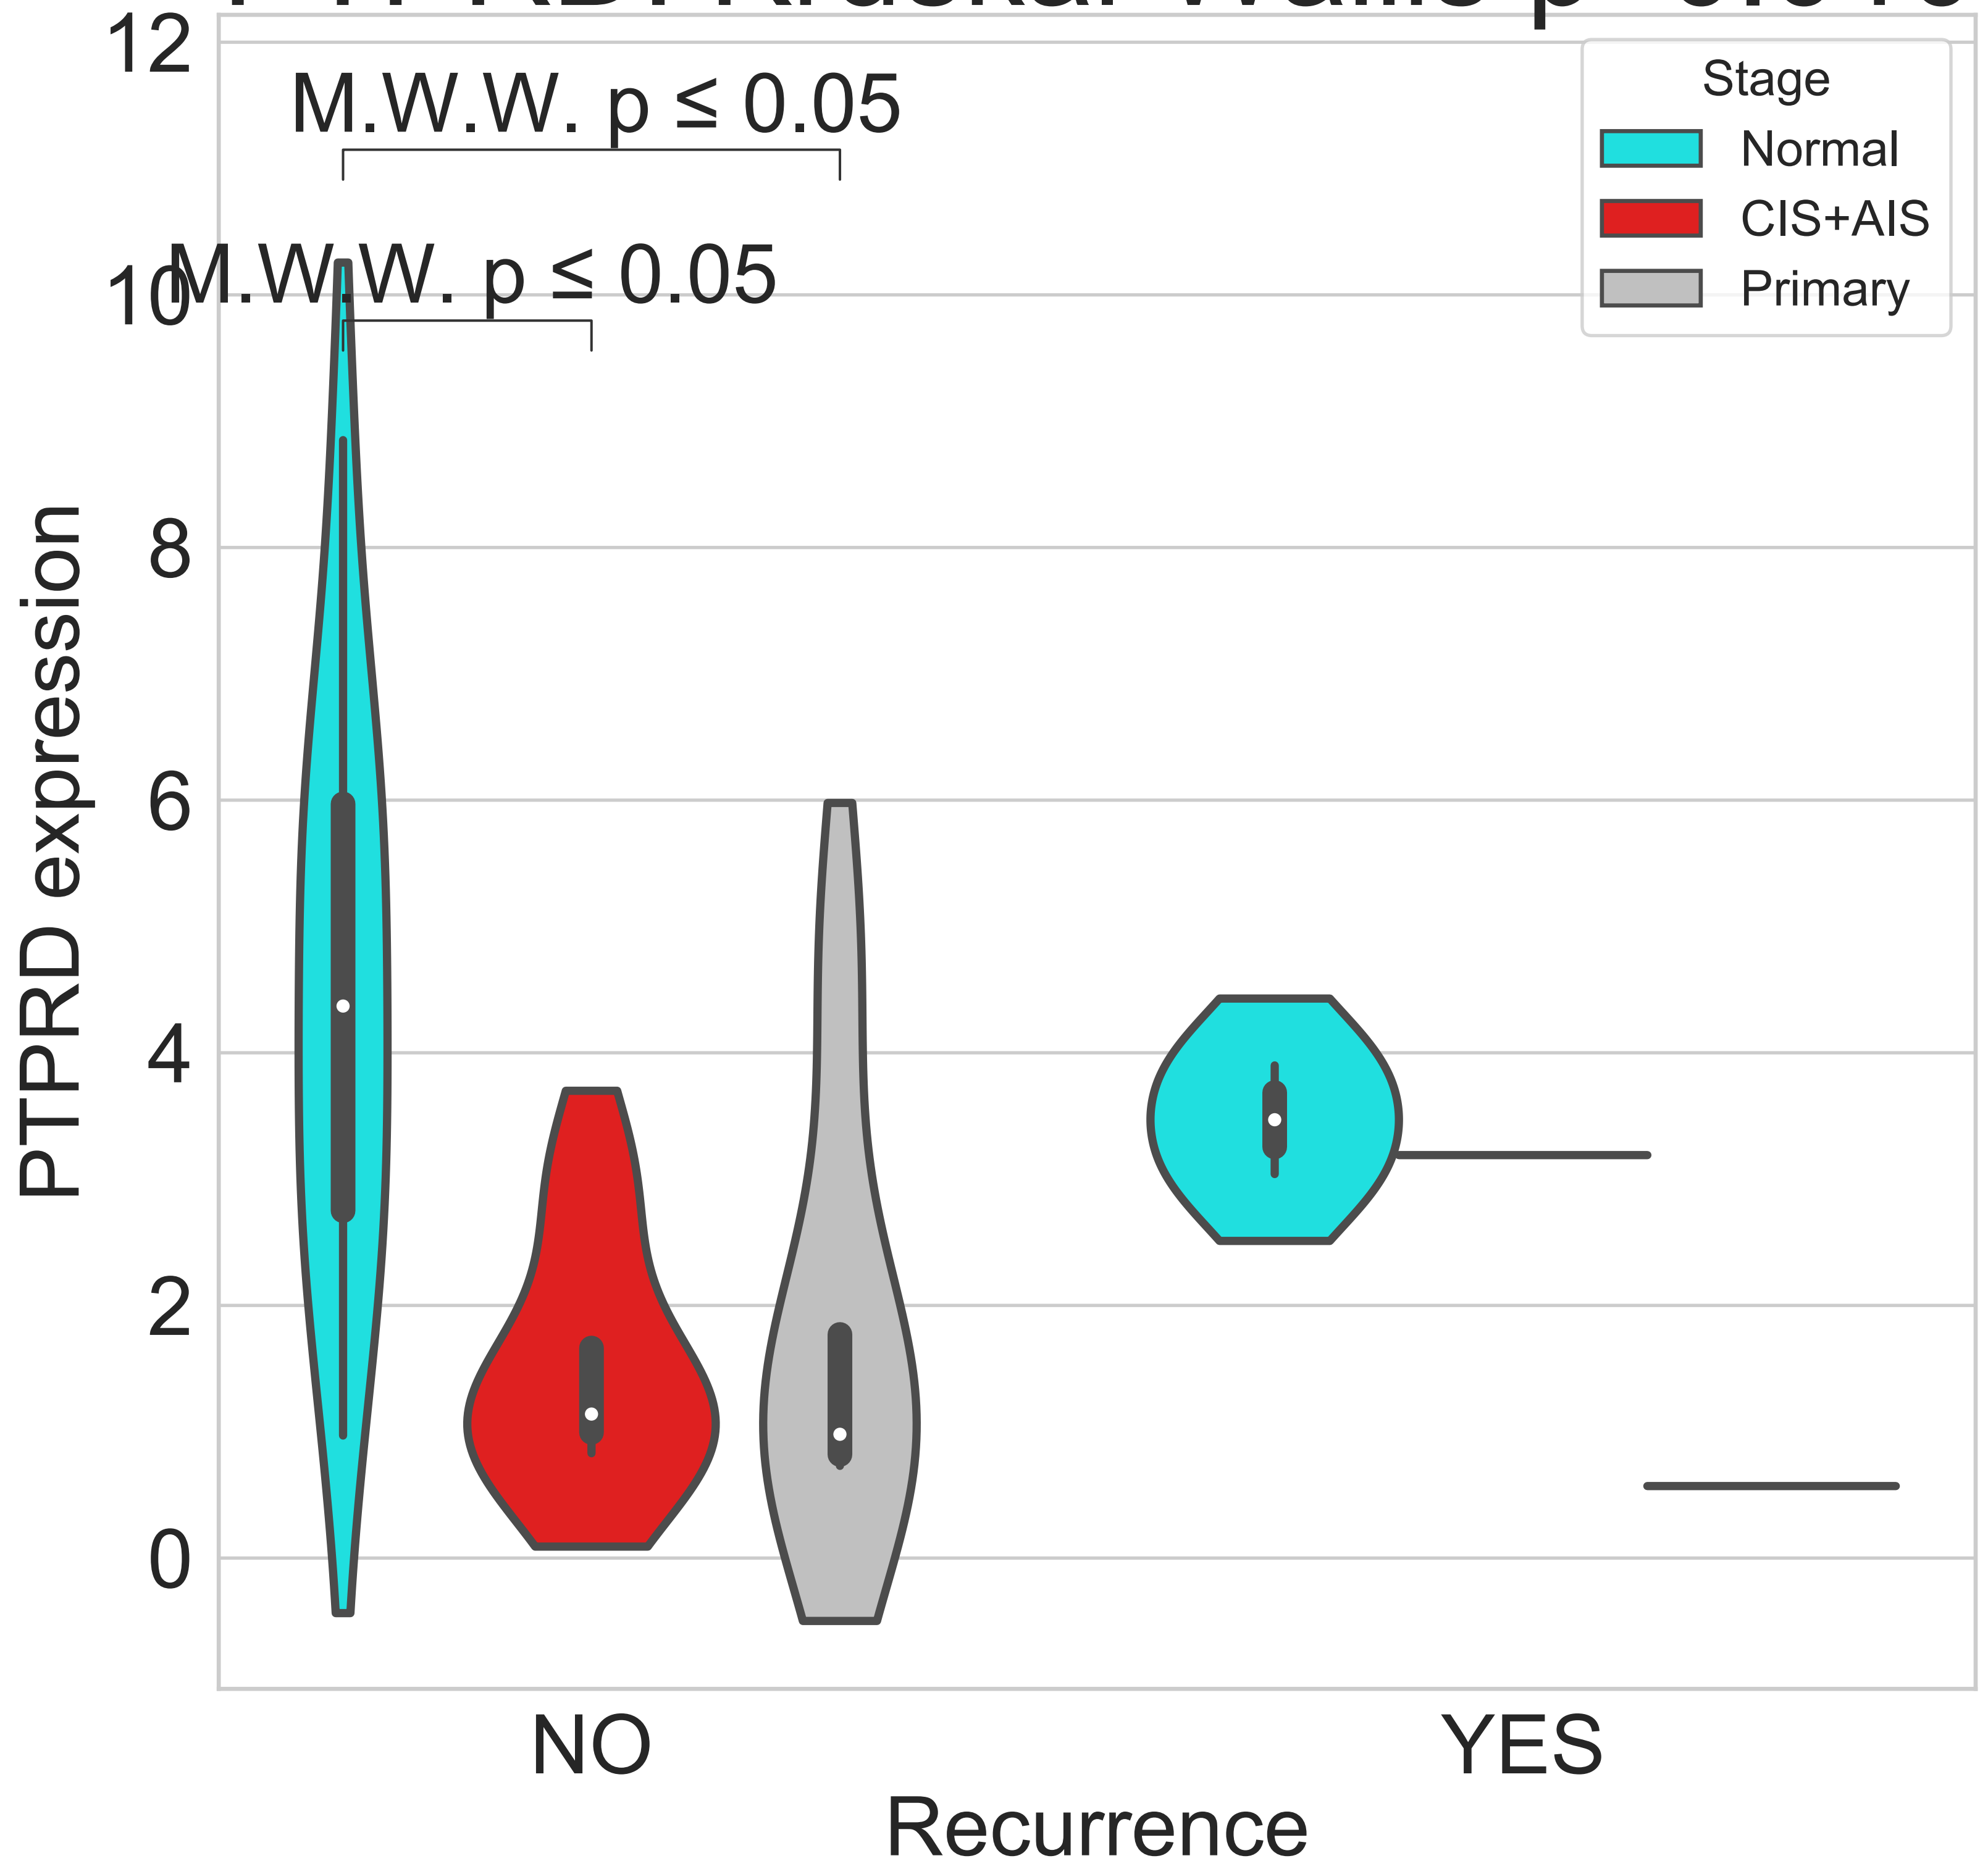 12
M.W.W. p ≤ 0.05
Stage
Normal
CIS+AIS
Primary
10
M.W.W. p ≤ 0.05
8
6
4
2
0
PTPRD expression
NO
YES
Recurrence